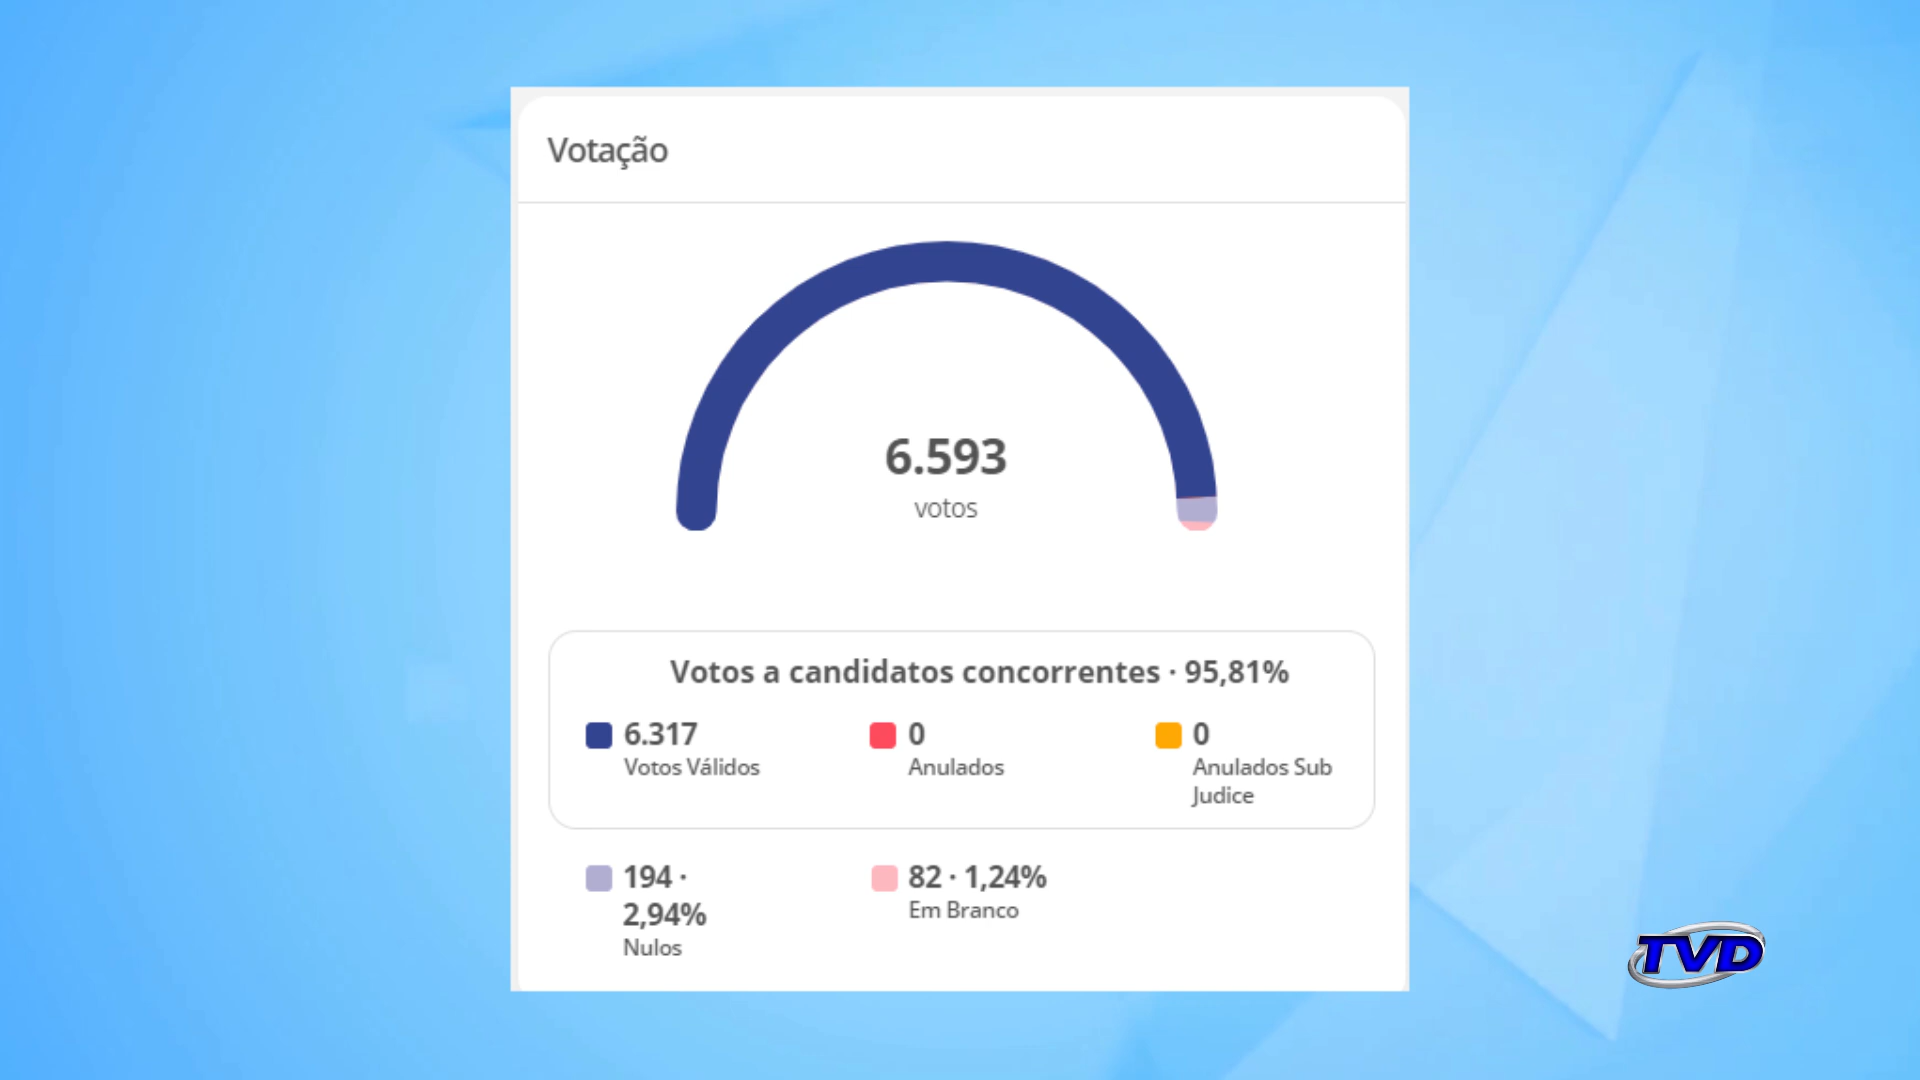 Votação
6.593
votos
Votos a candidatos concorrentes · 95,81%
6.317
Votos Válidos
0
Anulados
0
Anulados Sub
Judice
194 ·
2,94%
Nulos
82 · 1,24%
Em Branco
TVD